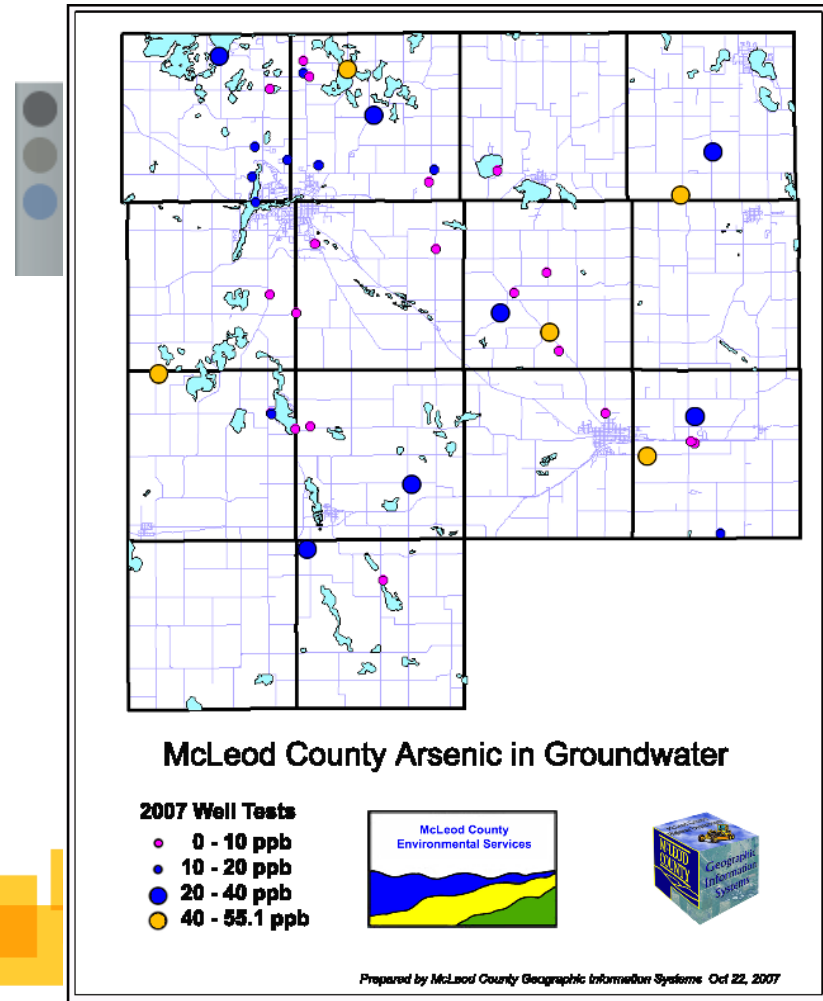 McLeod County Arsenic in Groundwater
2007 Well Tests
0 - 10 ppb
10 - 20 ppb
20 - 40 ppb
40 - 55.1 ppb
McLeod County
Environmental Services
MCLEOD
COUNTY
Geographic
Information
Systems
Prepared by McLeod County Geographic Information Systems Oct 22, 2007